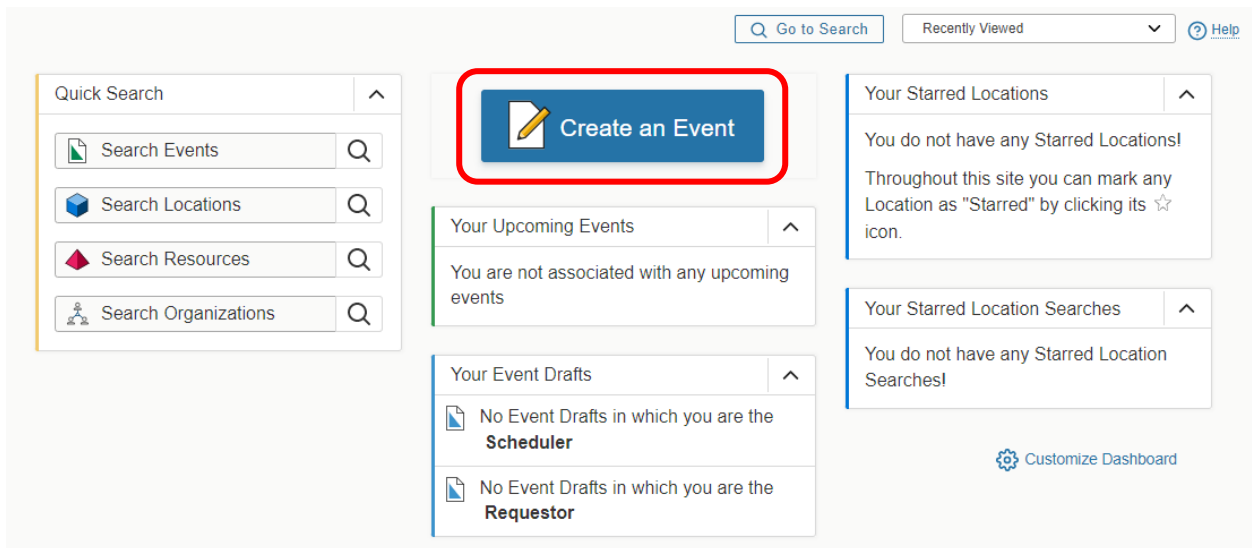 Go to Search
Recently Viewed
Help
Quick Search
Search Events
Search Locations
Search Resources
Search Organizations
Create an Event
Your Upcoming Events
You are not associated with any upcoming
events
Your Event Drafts
No Event Drafts in which you are the
Scheduler
No Event Drafts in which you are the
Requestor
Your Starred Locations
You do not have any Starred Locations!
Throughout this site you can mark any
Location as "Starred" by clicking its
icon.
Your Starred Location Searches
You do not have any Starred Location
Searches!
Customize Dashboard